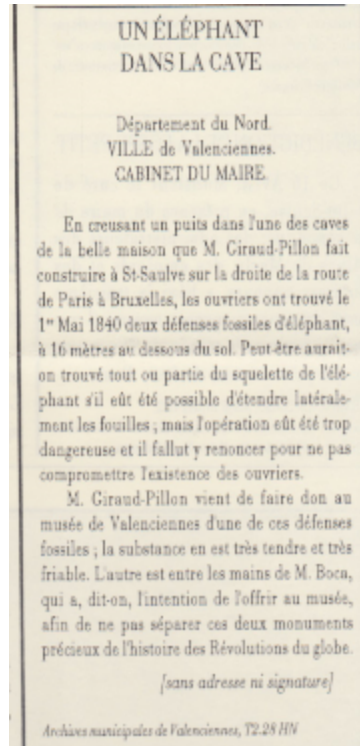 UN ÉLÉPHANT
DANS LA CAVE
Département du Nord.
VILLE de Valenciennes.
CABINET DU MAIRE.
En creusant un puits dans l'une des caves
de la belle maison que M. Giraud-Pillon fait
construire à St-Saulve sur la droite de la route
de Paris à Bruxelles, les ouvriers ont trouvé le
1er Mai 1840 deux défenses fossiles d'éléphant,
à 16 mètres au dessous du sol. Peut-être aurait-
on trouvé tout ou partie du squelette de l'élé-
phant s'il eût été possible d'étendre latérale-
ment les fouilles ; mais l'opération eût été trop
dangereuse et il fallut y renoncer pour ne pas
compromettre l'existence des ouvriers.
M. Giraud-Pillon vient de faire don au
musée de Valenciennes d'une de ces défenses
fossiles ; la substance en est très tendre et très
friable. L'autre est entre les mains de M. Boca,
qui a, dit-on, l'intention de l'offrir au musée,
afin de ne pas séparer ces deux monuments
précieux de l'histoire des Révolutions du globe.
[sans adresse ni signature]
Archives municipales de Valenciennes, T2.28 HN